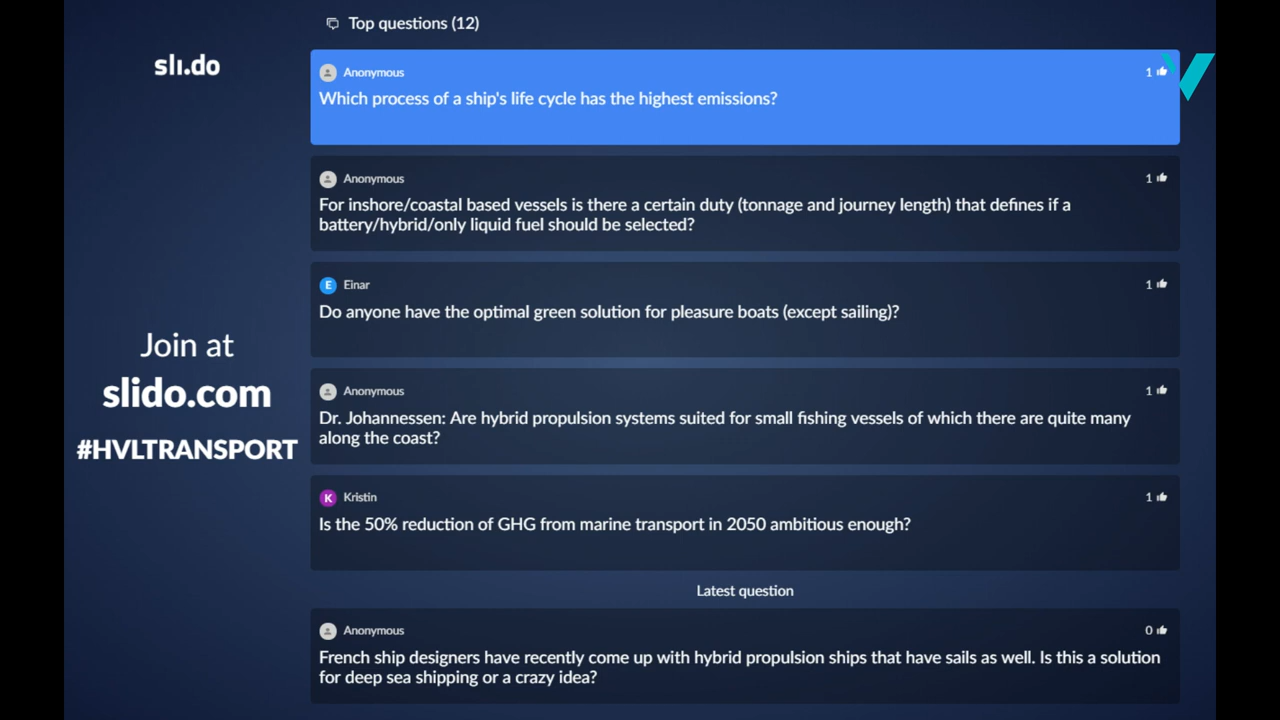 Top questions (12)
sli.do
Anonymous
1
Which process of a ship's life cycle has the highest emissions?
Anonymous
1
For inshore/coastal based vessels is there a certain duty (tonnage and journey length) that defines if a
battery/hybrid/only liquid fuel should be selected?
E Einar
1
Do anyone have the optimal green solution for pleasure boats (except sailing)?
Join at
slido.com
#HVLTRANSPORT
Anonymous
1
Dr. Johannessen: Are hybrid propulsion systems suited for small fishing vessels of which there are quite many
along the coast?
K Kristin
1
Is the 50% reduction of GHG from marine transport in 2050 ambitious enough?
Latest question
Anonymous
0
French ship designers have recently come up with hybrid propulsion ships that have sails as well. Is this a solution
for deep sea shipping or a crazy idea?